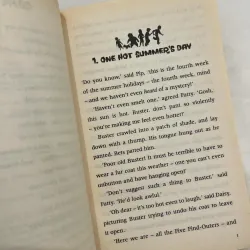 1. ONE HOT SUMMER'S DAY
'Do you know,' said Pip, 'this is the fourth week
of the summer holidays – the fourth week, mind
– and we haven't even heard of a mystery!'
'Haven't even smelt one,' agreed Fatty. 'Gosh,
this sun is hot. Buster, don't pant so violently
– you're making me feel even hotter!'
Buster crawled into a patch of shade, and lay
down with a thump. His tongue hung out as he
panted. Bets patted him.
'Poor old Buster! It must be terrible to have to
wear a fur coat this weather – one you can't even
unbutton and have hanging open!'
'Don't suggest such a thing to Buster,' said
Fatty. 'He'd look awful.'
'Oh dear – it's too hot even to laugh,' said Daisy,
picturing Buster trying to undo his coat to leave
it open.
'Here we are – all the Five Find-Outers – and
1